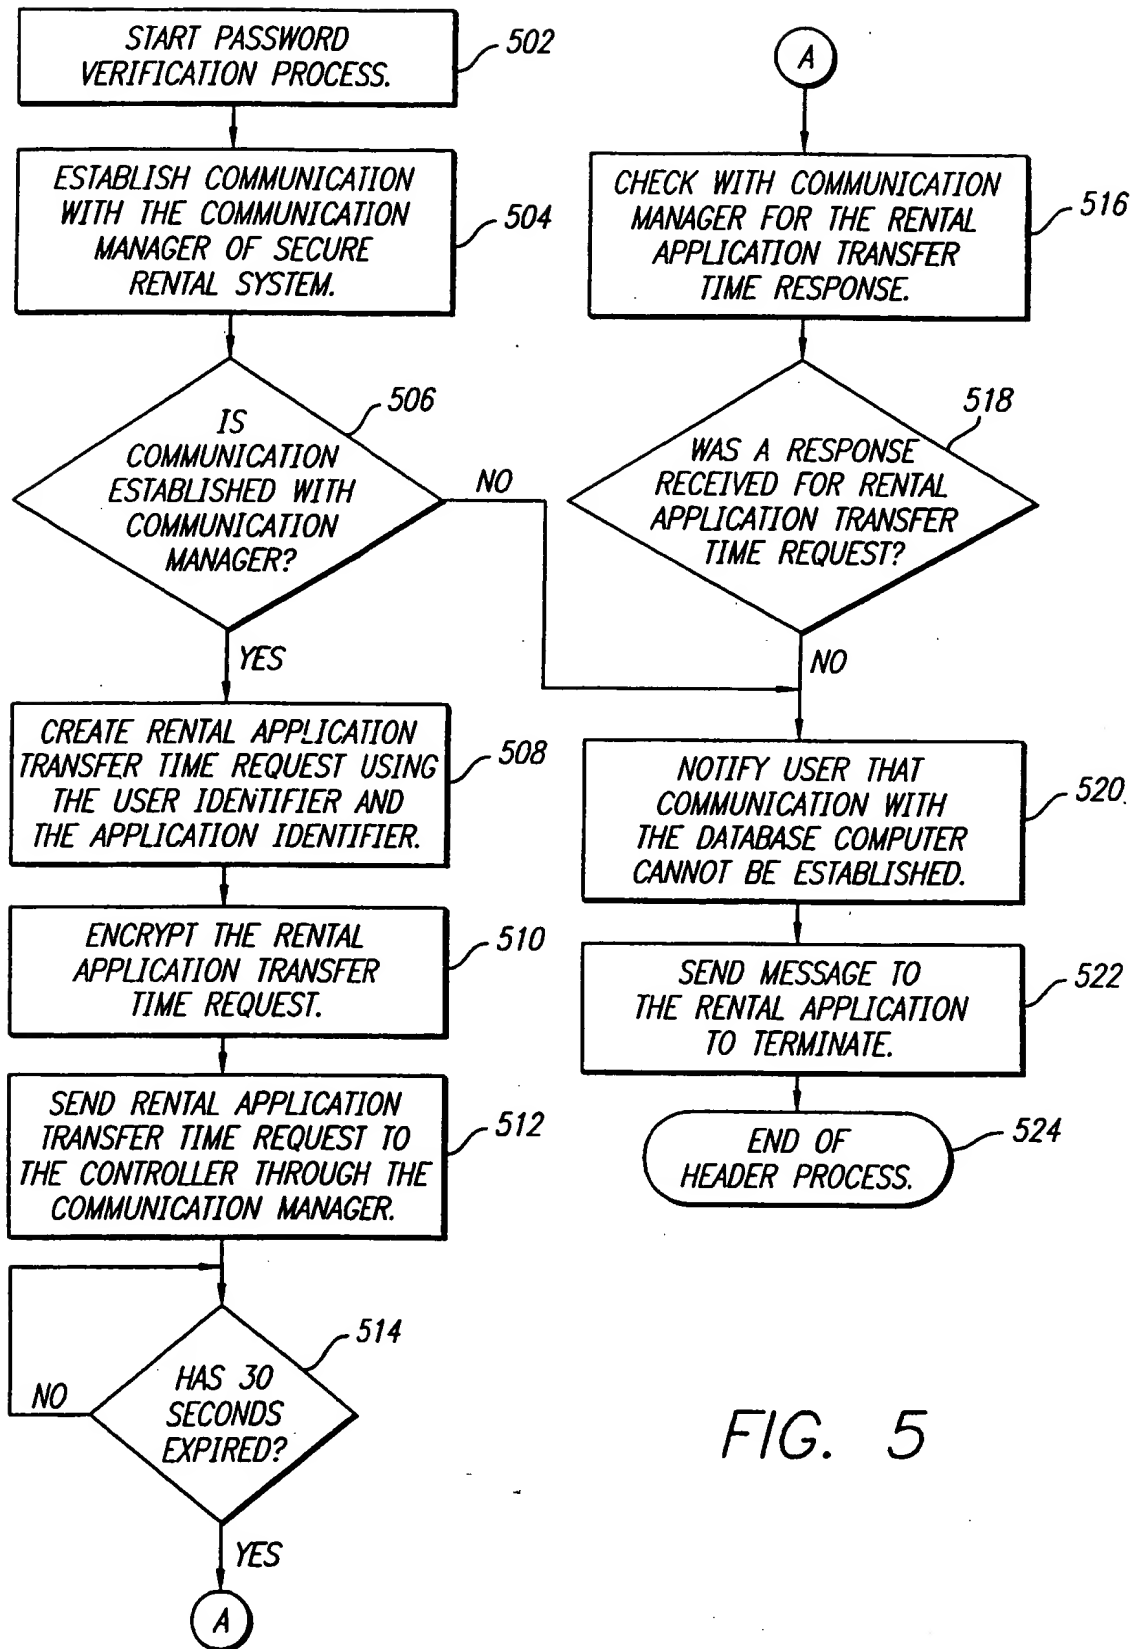 START PASSWORD
VERIFICATION PROCESS.
502
ESTABLISH COMMUNICATION
WITH THE COMMUNICATION
MANAGER OF SECURE
RENTAL SYSTEM.
504
IS
COMMUNICATION
ESTABLISHED WITH
COMMUNICATION
MANAGER?
506
NO
YES
CREATE RENTAL APPLICATION
TRANSFER TIME REQUEST USING
THE USER IDENTIFIER AND
THE APPLICATION IDENTIFIER.
508
ENCRYPT THE RENTAL
APPLICATION TRANSFER
TIME REQUEST.
510
SEND RENTAL APPLICATION
TRANSFER TIME REQUEST TO
THE CONTROLLER THROUGH THE
COMMUNICATION MANAGER.
512
HAS 30
SECONDS
EXPIRED?
514
NO
YES
A
A
CHECK WITH COMMUNICATION
MANAGER FOR THE RENTAL
APPLICATION TRANSFER
TIME RESPONSE.
516
WAS A RESPONSE
RECEIVED FOR RENTAL
APPLICATION TRANSFER
TIME REQUEST?
518
NO
NOTIFY USER THAT
COMMUNICATION WITH
THE DATABASE COMPUTER
CANNOT BE ESTABLISHED.
520
SEND MESSAGE TO
THE RENTAL APPLICATION
TO TERMINATE.
522
END OF
HEADER PROCESS.
524
FIG. 5